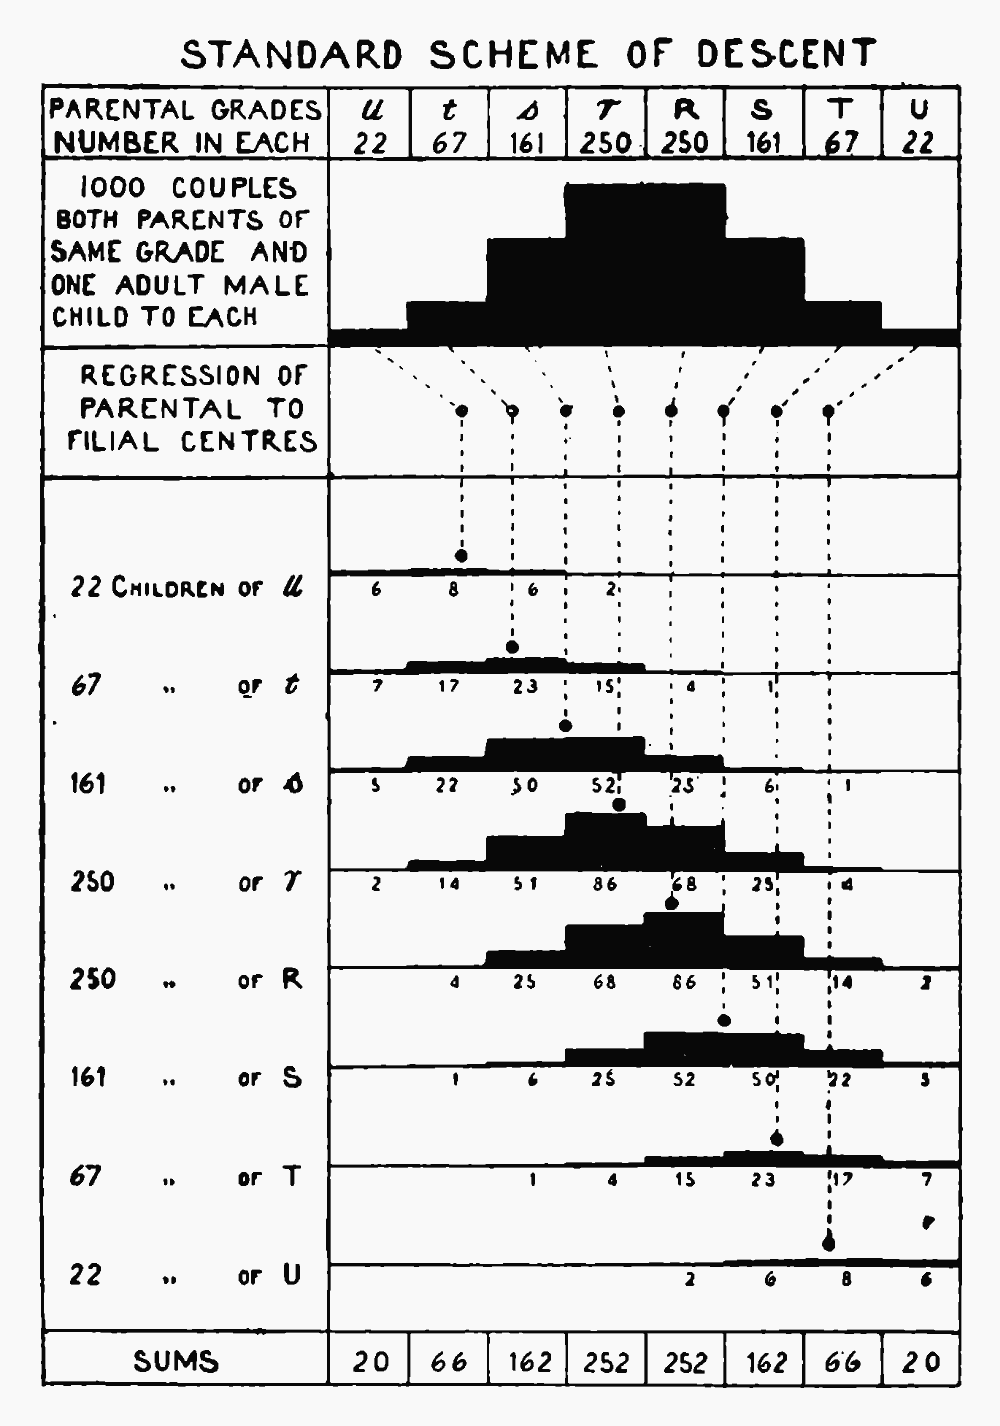 STANDARD SCHEME OF DESCENT
PARENTAL GRADES u t s r R S T U
NUMBER IN EACH 22 67 161 250 250 161 67 22
1000 COUPLES
BOTH PARENTS OF
SAME GRADE AND
ONE ADULT MALE
CHILD TO EACH
REGRESSION OF
PARENTAL TO
FILIAL CENTRES
22 CHILDREN OF u 6 8 6 2
67 " OF t 7 17 23 15 4 1
161 " OF s 5 22 50 52 25 6 1
250 " OF r 2 14 51 86 68 25 4
250 " OF R 4 25 68 86 51 14 2
161 " OF S 1 6 25 52 50 22 5
67 " OF T 1 4 15 23 17 7
22 " OF U 2 6 8 6
SUMS 20 66 162 252 252 162 66 20